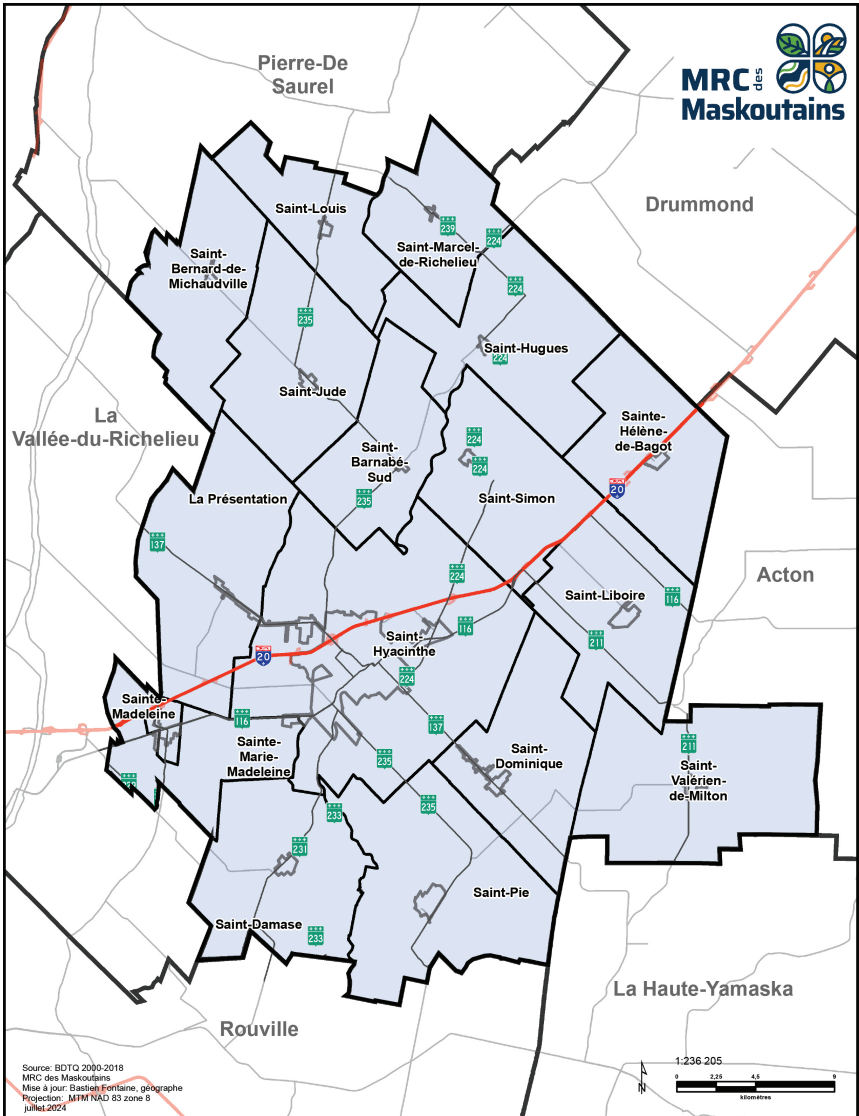 Pierre-De
Saurel
MRC des
Maskoutains
Drummond
Saint-Louis
239
224
Saint-Marcel-
de-Richelieu
Saint-
Bernard-de-
Michaudville
224
235
Saint-Hugues
224
Saint-Jude
La
Vallée-du-Richelieu
Sainte-
Hélène-
de-Bagot
224
Saint-
Barnabé-
Sud
224
20
La Présentation
235
Saint-Simon
137
224
Acton
Saint-Liboire
116
116
211
Saint-
Hyacinthe
20
224
Sainte-
Madeleine
116
137
211
Sainte-
Marie-
Madeleine
Saint-
Dominique
235
Saint-
Valérien-
de-Milton
235
233
231
Saint-Pie
Saint-Damase
233
La Haute-Yamaska
Rouville
1:236 205
0 2,25 4,5 9
kilomètres
N
Source: BDTQ 2000-2018
MRC des Maskoutains
Mise à jour: Bastien Fontaine, géographe
Projection: MTM NAD 83 zone 8
juillet 2024